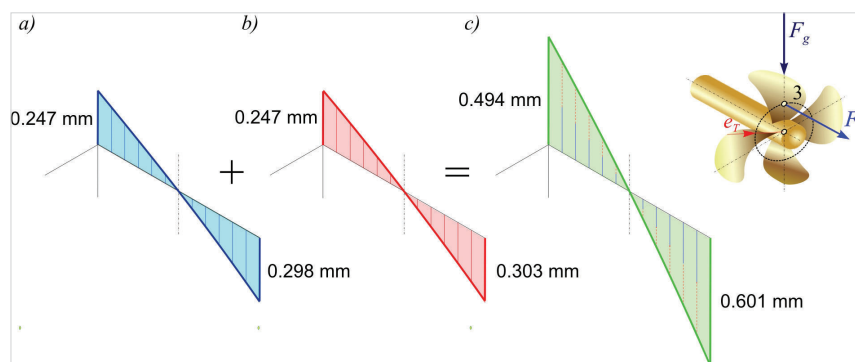 a)
b)
c)
F_g
0.247 mm
0.247 mm
0.494 mm
3
F
e_T
+
=
0.298 mm
0.303 mm
0.601 mm